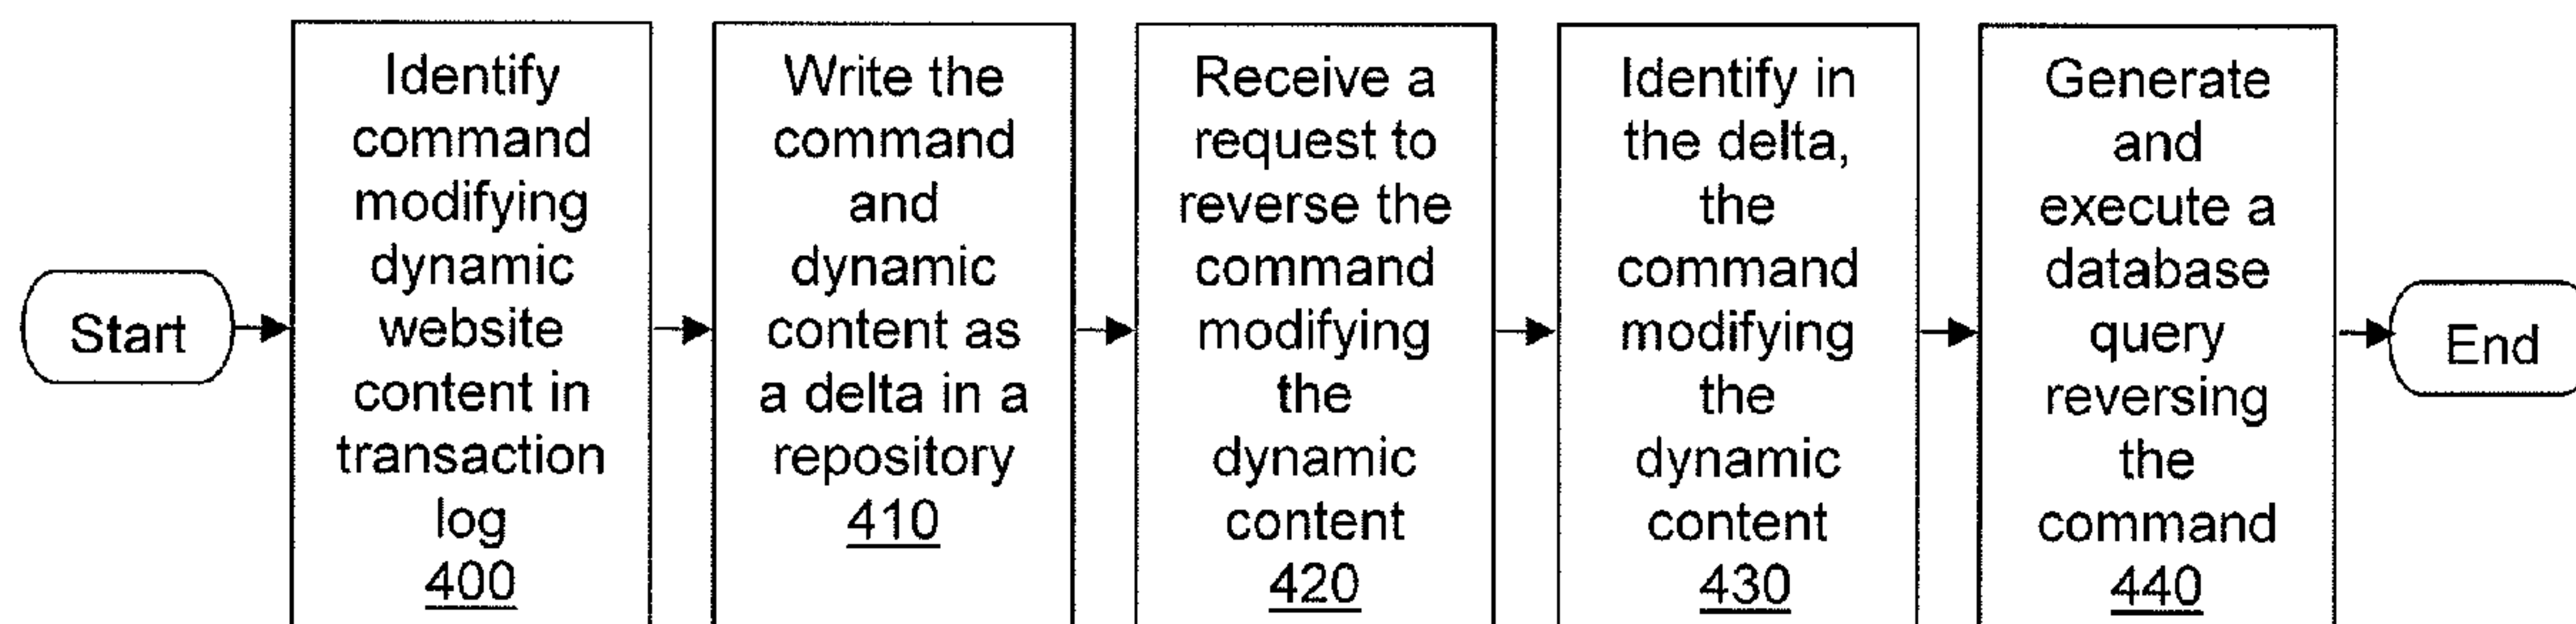 Start
Identify
command
modifying
dynamic
website
content in
transaction
log
400
Write the
command
and
dynamic
content as
a delta in a
repository
410
Receive a
request to
reverse the
command
modifying
the
dynamic
content
420
Identify in
the delta,
the
command
modifying
the
dynamic
content
430
Generate
and
execute a
database
query
reversing
the
command
440
End